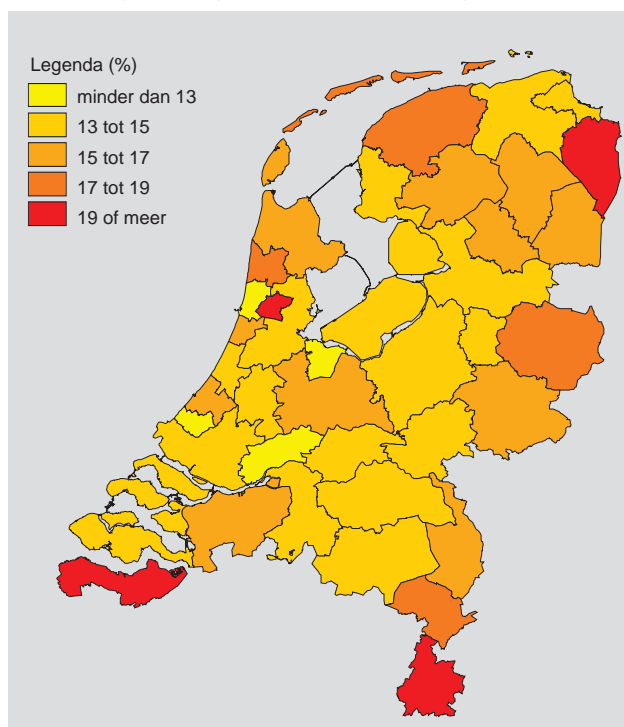 Legenda (%)
minder dan 13
13 tot 15
15 tot 17
17 tot 19
19 of meer